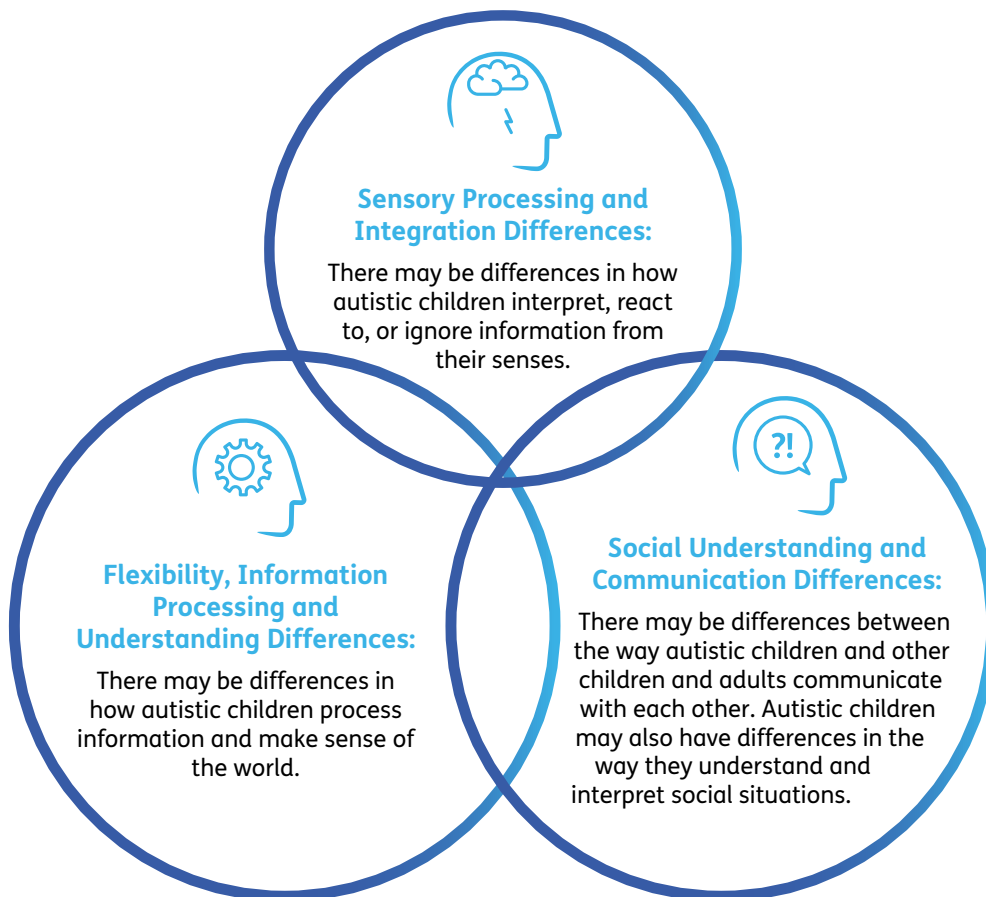 Sensory Processing and
Integration Differences:
There may be differences in how
autistic children interpret, react
to, or ignore information from
their senses.
Flexibility, Information
Processing and
Understanding Differences:
There may be differences in
how autistic children process
information and make sense of
the world.
?!
Social Understanding and
Communication Differences:
There may be differences between
the way autistic children and other
children and adults communicate
with each other. Autistic children
may also have differences in the
way they understand and
interpret social situations.